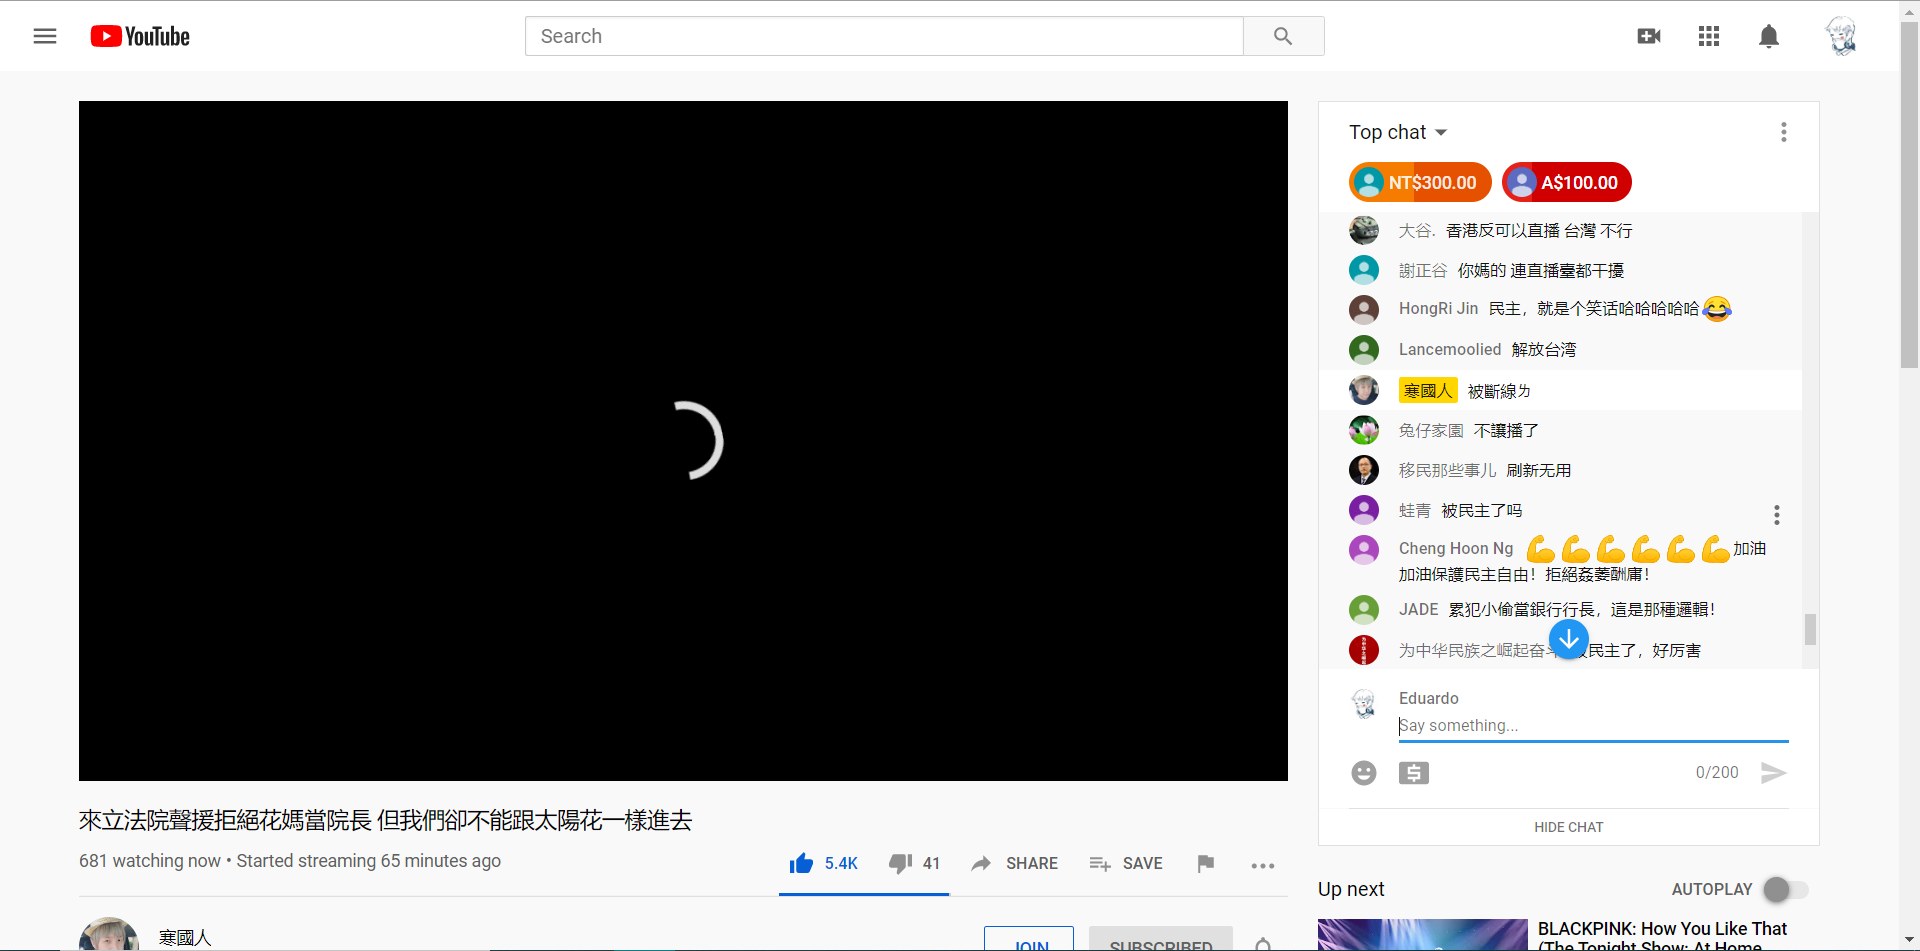 YouTube
Search
Top chat
NT$300.00 A$100.00
大谷. 香港反可以直播 台灣 不行
謝正谷 你媽的 連直播臺都干擾
HongRi Jin 民主，就是个笑话哈哈哈哈哈😂
Lancemoolied 解放台湾
寒國人 被斷線ㄌ
兔仔家園 不讓播了
移民那些事儿 刷新无用
蛙青 被民主了吗
Cheng Hoon Ng 💪💪💪💪💪💪加油
加油保護民主自由！拒絕姦萎酬庸！
JADE 累犯小偷當銀行行長，這是那種邏輯！
为中华民族之崛起奋 民主了，好厉害
Eduardo
Say something...
0/200
HIDE CHAT
來立法院聲援拒絕花媽當院長 但我們卻不能跟太陽花一樣進去
681 watching now • Started streaming 65 minutes ago
5.4K 41 SHARE SAVE
寒國人
JOIN SUBSCRIBED
Up next AUTOPLAY
BLACKPINK: How You Like That
(The Tonight Show: At Home